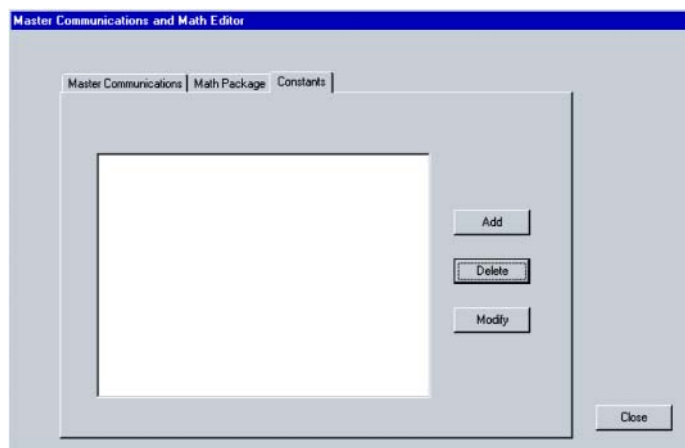 Master Communications and Math Editor
Master Communications Math Package Constants
Add
Delete
Modify
Close